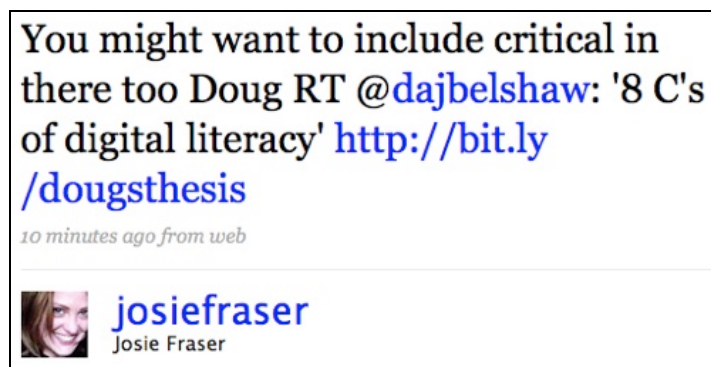 You might want to include critical in
there too Doug RT @dajbelshaw: '8 C's
of digital literacy' http://bit.ly
/dougsthesis
10 minutes ago from web
josiefraser
Josie Fraser